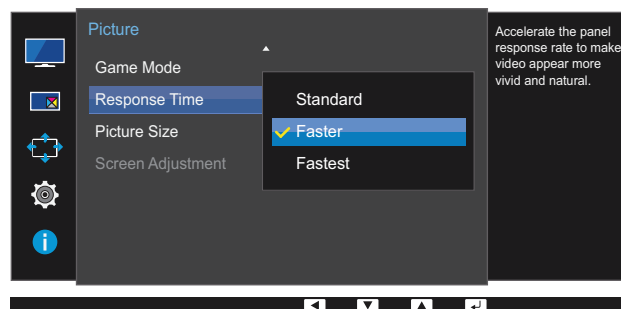 Picture
Game Mode
Response Time
Picture Size
Screen Adjustment
Standard
Faster
Fastest
Accelerate the panel
response rate to make
video appear more
vivid and natural.